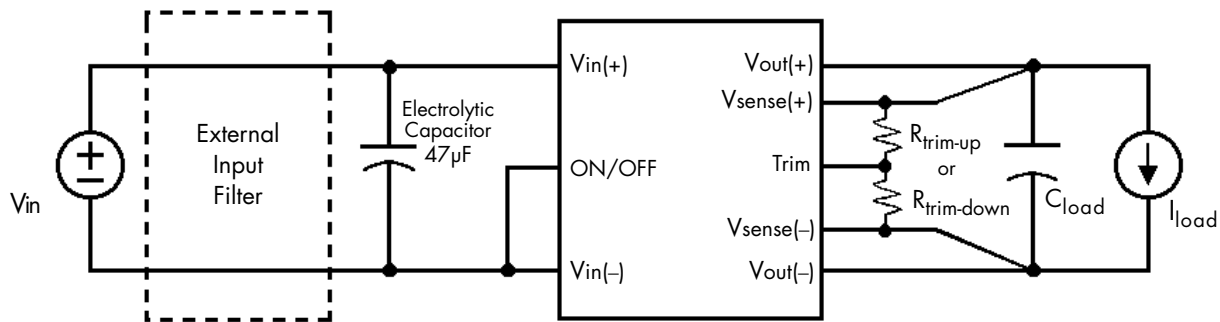 Vin
External
Input
Filter
Electrolytic
Capacitor
47µF
Vin(+)
ON/OFF
Vin(–)
Vout(+)
Vsense(+)
Trim
Vsense(–)
Vout(–)
Rtrim-up
or
Rtrim-down
Cload
Iload